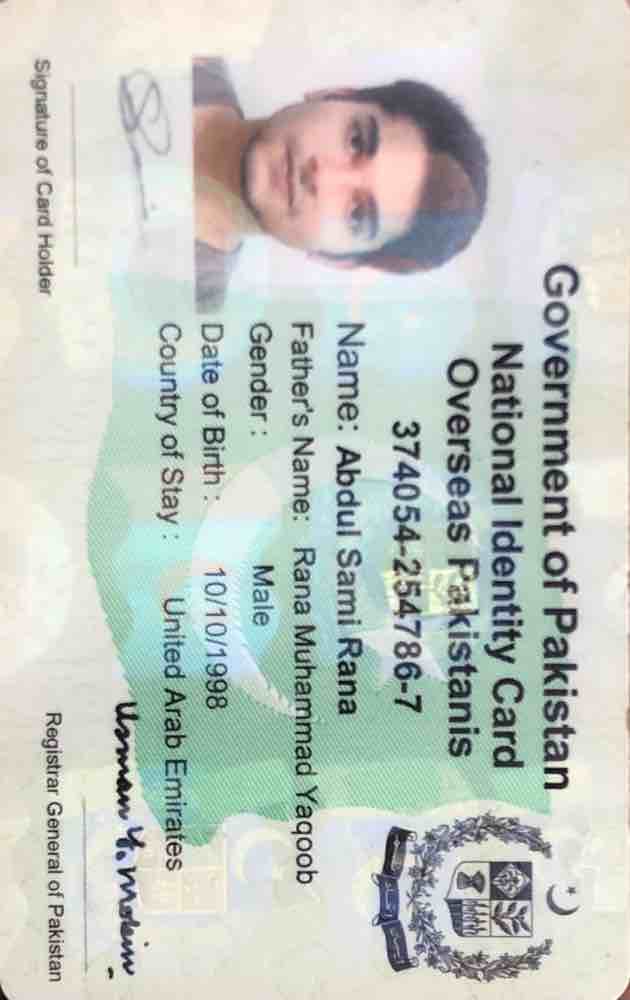 Government of Pakistan
National Identity Card
Overseas Pakistanis
374054-254786-7
Name: Abdul Sami Rana
Father's Name: Rana Muhammad Yaqoob
Gender : Male
Date of Birth : 10/10/1998
Country of Stay : United Arab Emirates
Usman Y. Mobin
Signature of Card Holder
Registrar General of Pakistan